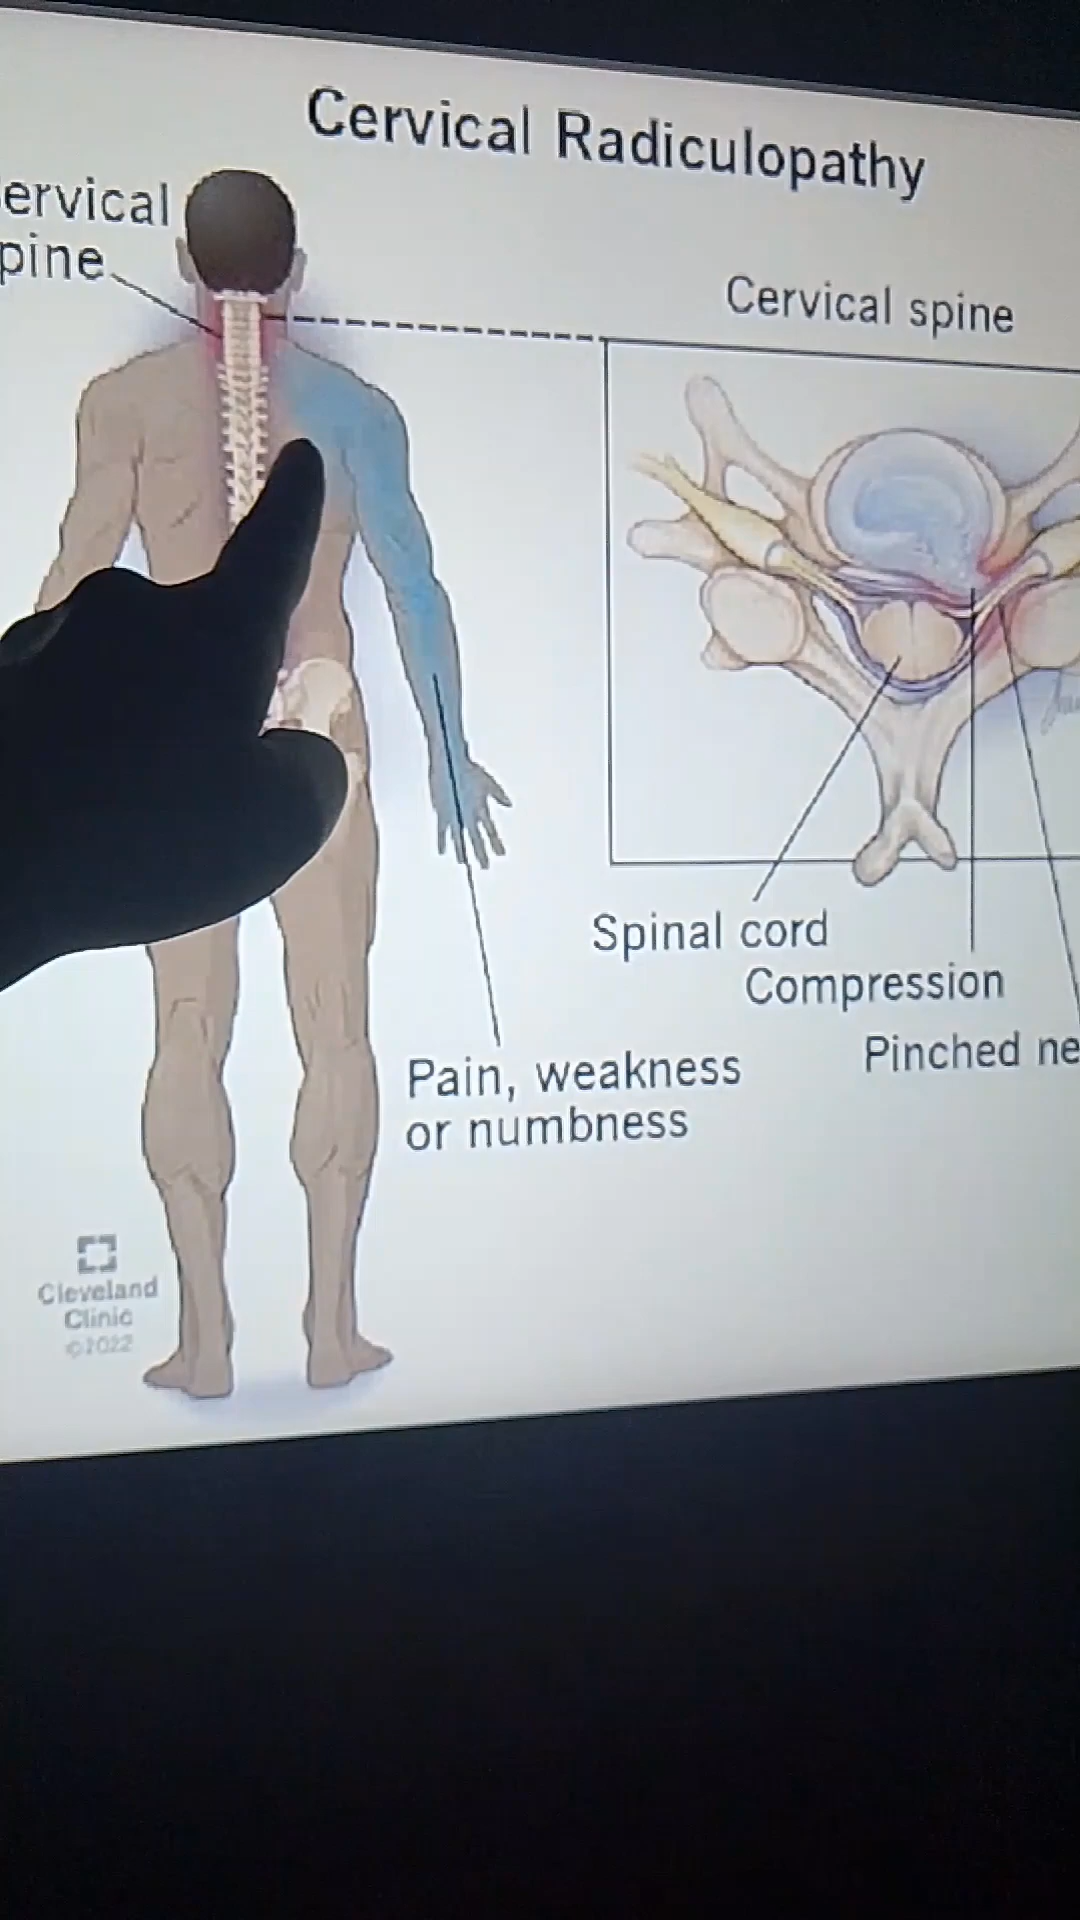 Cervical Radiculopathy
ervical
pine
Cervical spine
Spinal cord
Compression
Pinched ne
Pain, weakness
or numbness
Cleveland
Clinic
©2022